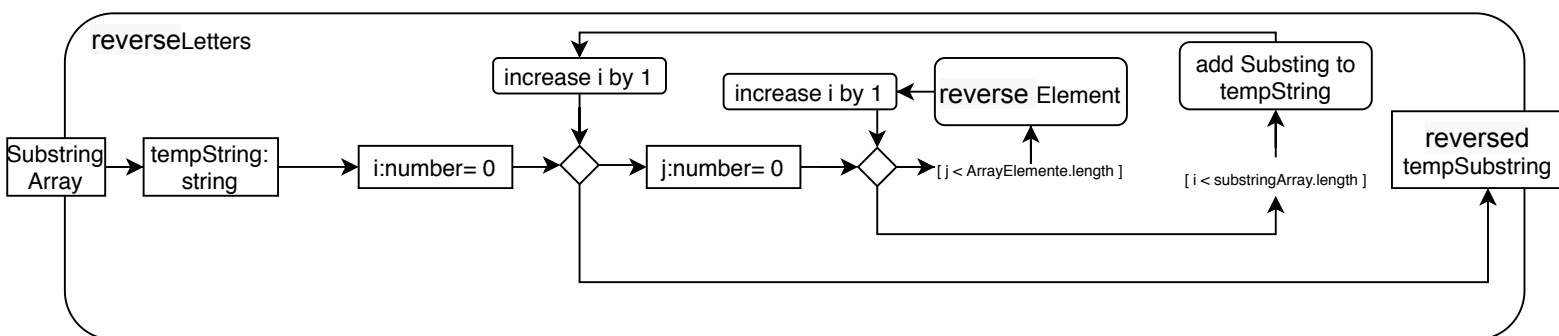 reverseLetters
Substring
Array
tempString:
string
i:number= 0
increase i by 1
j:number= 0
increase i by 1
reverse Element
[ j < ArrayElemente.length ]
add Substing to
tempString
[ i < substringArray.length ]
reversed
tempSubstring